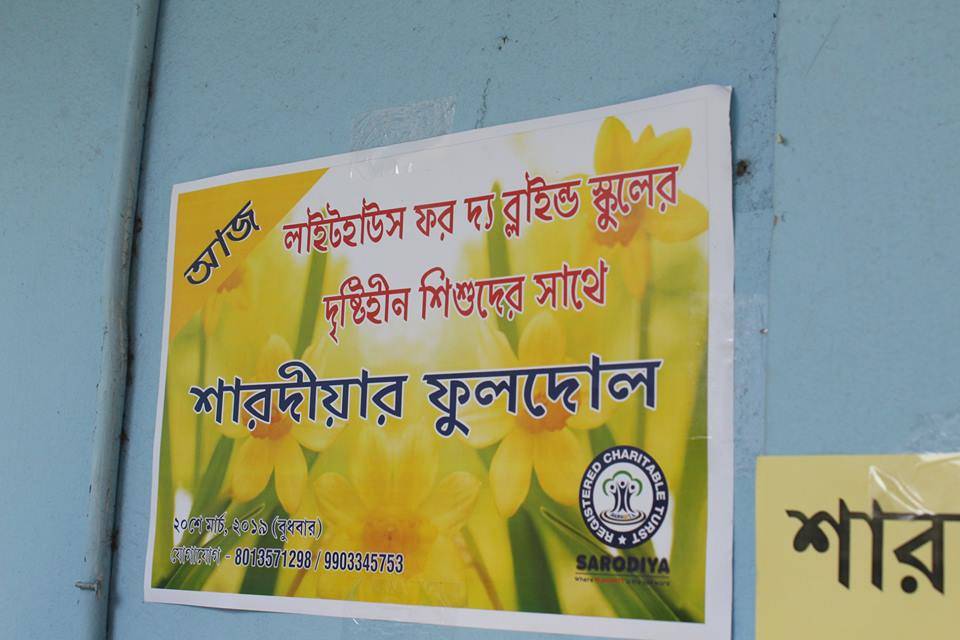 আজ
লাইটহাউস ফর দ্য ব্লাইন্ড স্কুলের
দৃষ্টিহীন শিশুদের সাথে
শারদীয়ার ফুলদোল
২০শে মার্চ, ২০১৯ (বুধবার)
যোগাযোগ - 8013571298 / 9903345753
REGISTERED CHARITABLE TURST
SARODIYA
শার